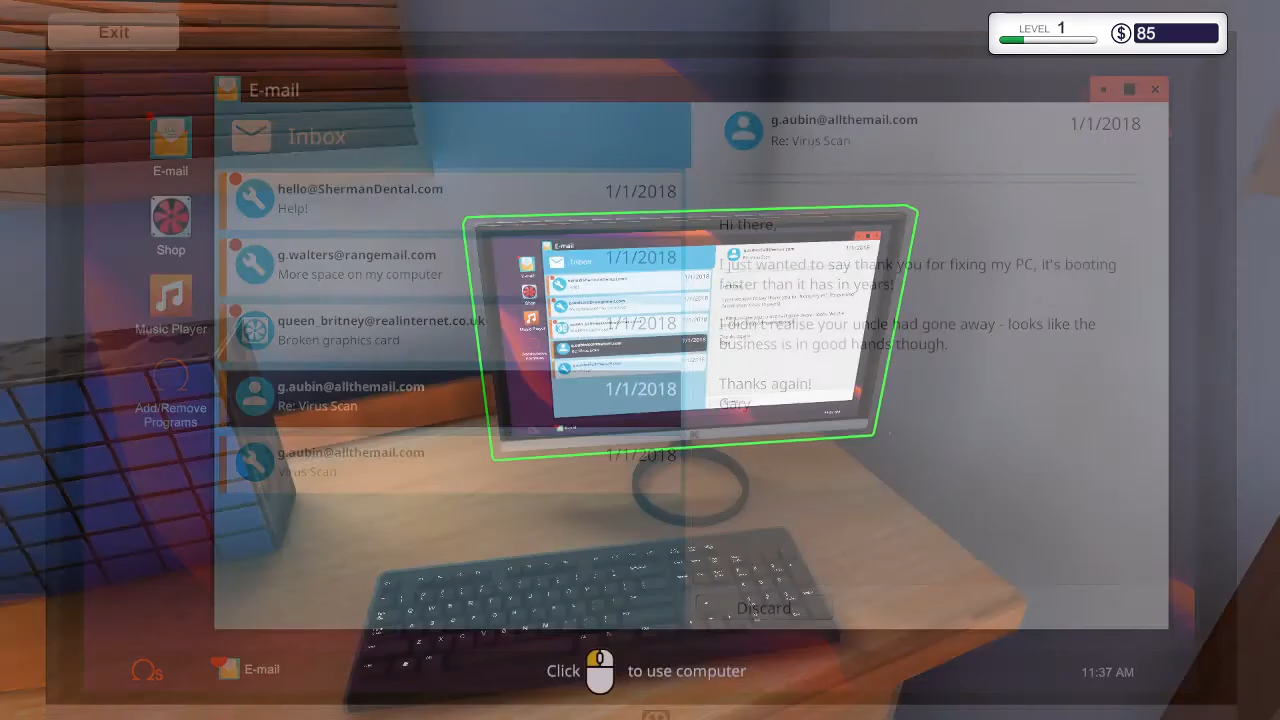 Exit
LEVEL 1
$ 85
E-mail
Inbox
E-mail
Shop
Music Player
Add/Remove
Programs
hello@ShermanDental.com
1/1/2018
Help!
g.walters@rangemail.com
1/1/2018
More space on my computer
queen_britney@realinternet.co.uk
1/1/2018
Broken graphics card
g.aubin@allthemail.com
1/1/2018
Re: Virus Scan
g.aubin@allthemail.com
1/1/2018
Virus Scan
g.aubin@allthemail.com
1/1/2018
Re: Virus Scan
Hi there,
I just wanted to say thank you for fixing my PC, it's booting
faster than it has in years!
I didn't realise your uncle had gone away - looks like the
business is in good hands though.
Thanks again!
Gary
Discard
E-mail
Inbox
Click to use computer
E-mail
11:37 AM